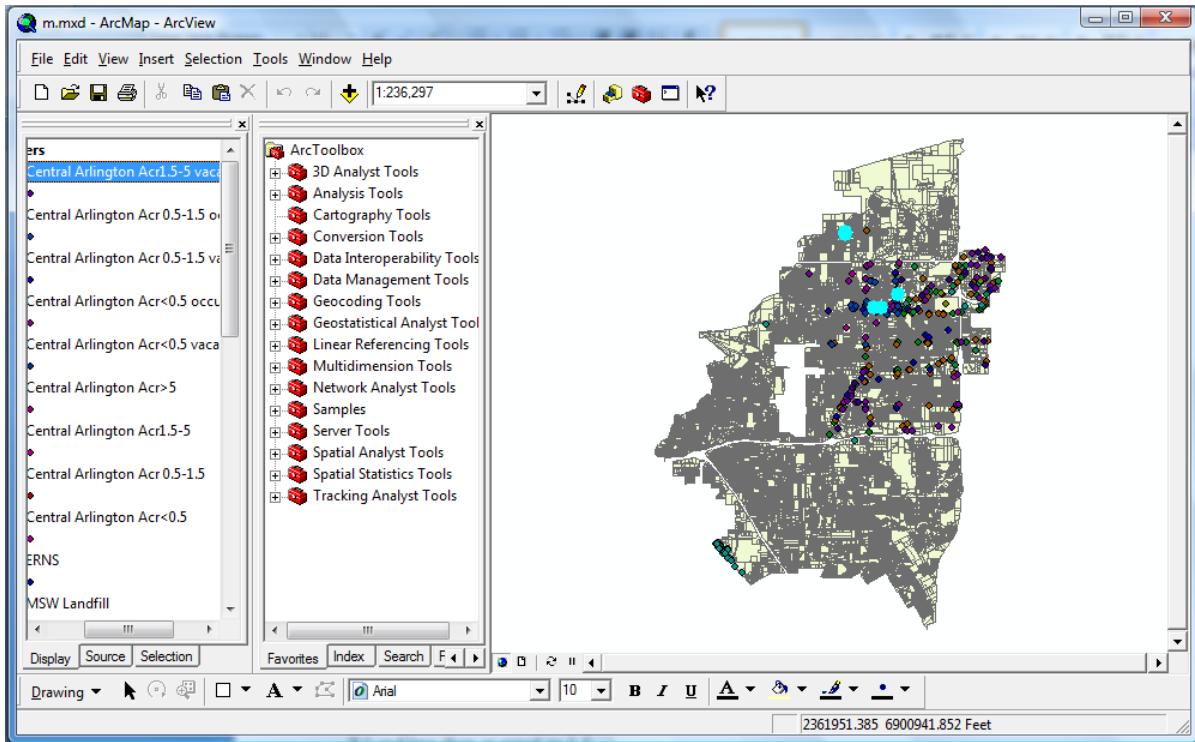 m.mxd - ArcMap - ArcView
File Edit View Insert Selection Tools Window Help
1:236,297
ers
Central Arlington Acr1.5-5 vaca
Central Arlington Acr 0.5-1.5 o
Central Arlington Acr 0.5-1.5 va
Central Arlington Acr<0.5 occu
Central Arlington Acr<0.5 vaca
Central Arlington Acr>5
Central Arlington Acr1.5-5
Central Arlington Acr 0.5-1.5
Central Arlington Acr<0.5
ERNS
MSW Landfill
Display Source Selection
ArcToolbox
3D Analyst Tools
Analysis Tools
Cartography Tools
Conversion Tools
Data Interoperability Tools
Data Management Tools
Geocoding Tools
Geostatistical Analyst Tool
Linear Referencing Tools
Multidimension Tools
Network Analyst Tools
Samples
Server Tools
Spatial Analyst Tools
Spatial Statistics Tools
Tracking Analyst Tools
Favorites Index Search
Drawing A Arial 10 B I U A
2361951.385 6900941.852 Feet